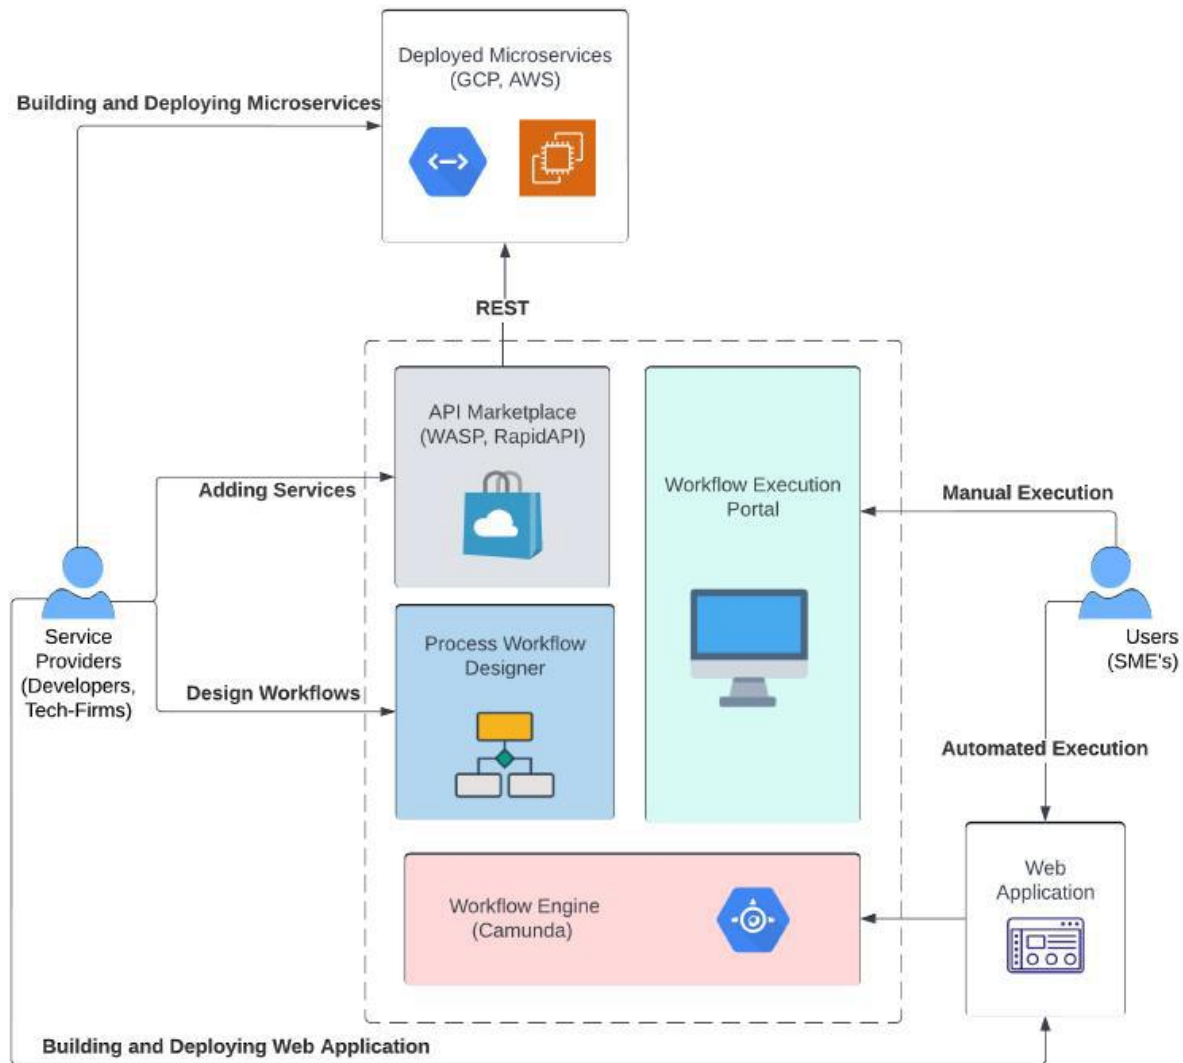 Deployed Microservices
(GCP, AWS)
Building and Deploying Microservices
REST
API Marketplace
(WASP, RapidAPI)
Adding Services
Workflow Execution
Portal
Manual Execution
Service
Providers
(Developers,
Tech-Firms)
Users
(SME's)
Process Workflow
Designer
Design Workflows
Automated Execution
Web
Application
Workflow Engine
(Camunda)
Building and Deploying Web Application